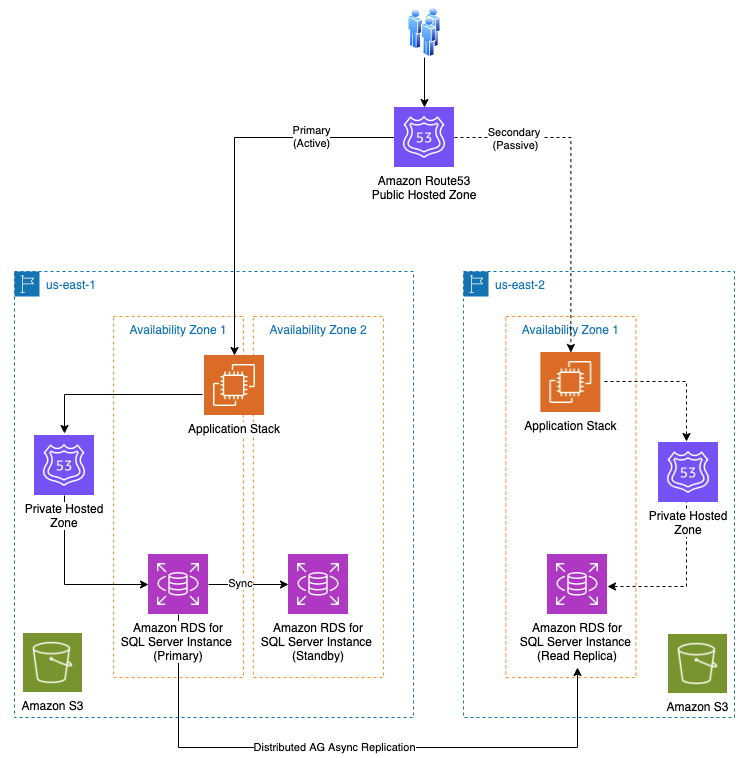 Primary
(Active)
Secondary
(Passive)
53
Amazon Route53
Public Hosted Zone
us-east-1
us-east-2
Availability Zone 1
Availability Zone 2
Availability Zone 1
Application Stack
Application Stack
53
Private Hosted
Zone
53
Private Hosted
Zone
Sync
Amazon RDS for
SQL Server Instance
(Primary)
Amazon RDS for
SQL Server Instance
(Standby)
Amazon RDS for
SQL Server Instance
(Read Replica)
Amazon S3
Amazon S3
Distributed AG Async Replication